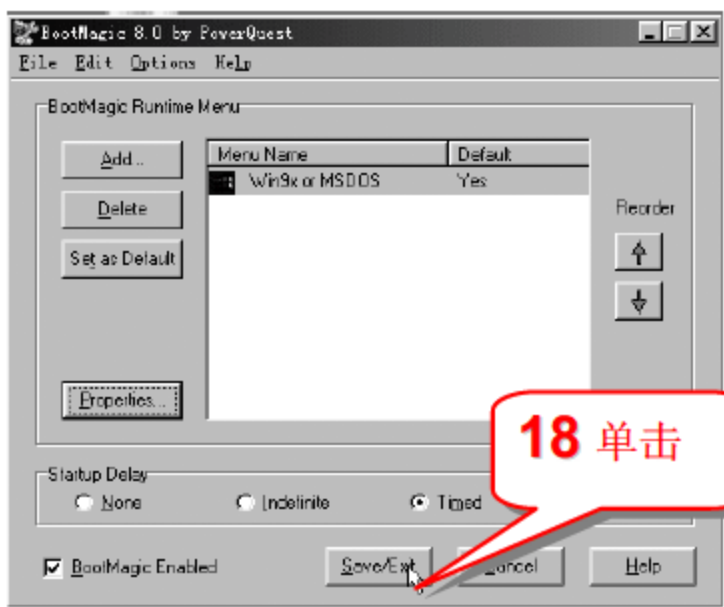 BootMagic 8.0 by PowerQuest
File Edit Options Help
BootMagic Runtime Menu
Add...
Menu Name Default
Win9x or MSDOS Yes
Delete
Reorder
Set as Default
Properties...
18 单击
Startup Delay
None Indefinite Timed
BootMagic Enabled Save/Exit Cancel Help